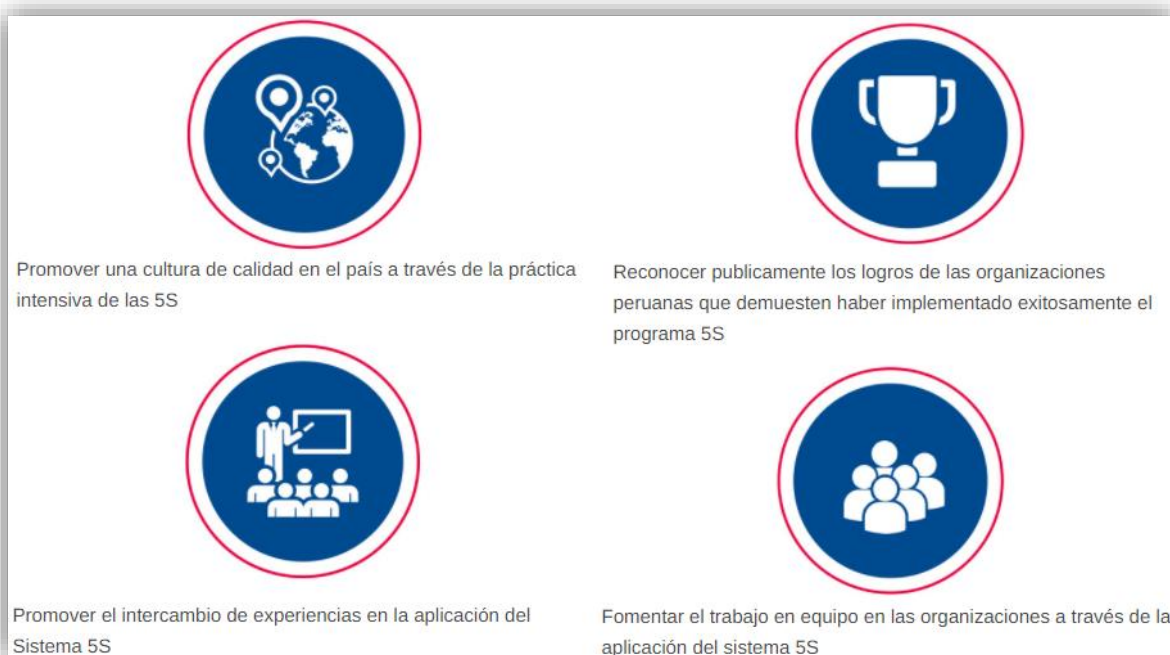 Promover una cultura de calidad en el país a través de la práctica
intensiva de las 5S
Reconocer publicamente los logros de las organizaciones
peruanas que demuesten haber implementado exitosamente el
programa 5S
Promover el intercambio de experiencias en la aplicación del
Sistema 5S
Fomentar el trabajo en equipo en las organizaciones a través de la
aplicación del sistema 5S